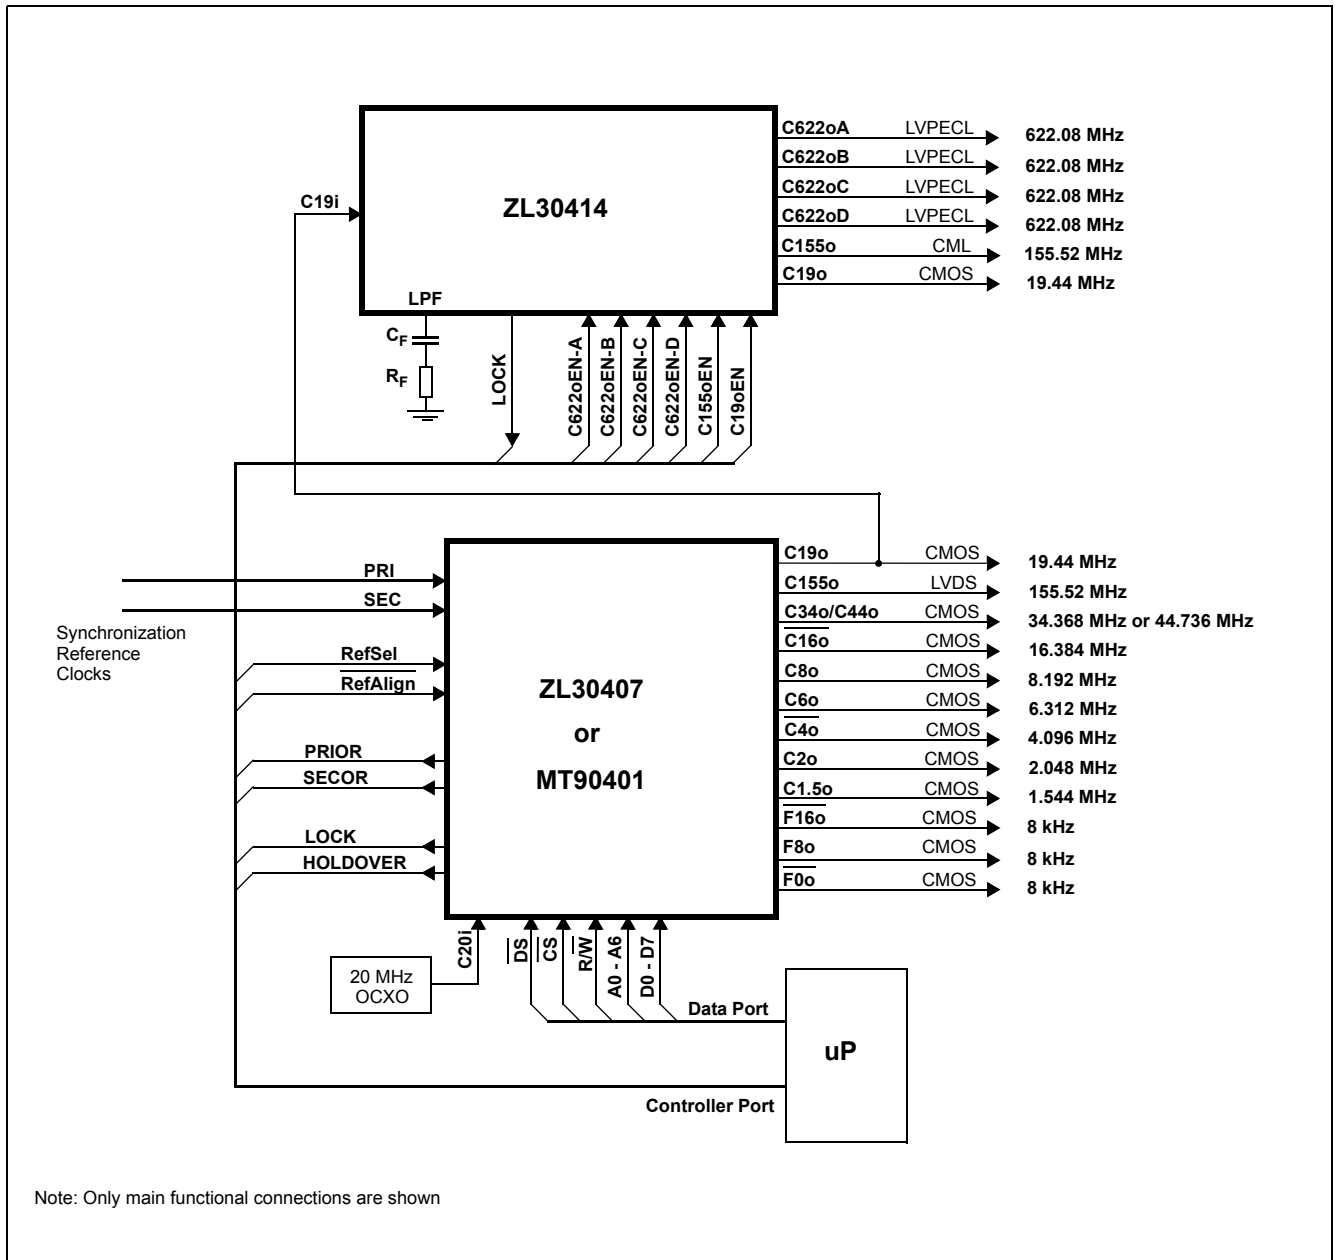 C622oA LVPECL 622.08 MHz
C622oB LVPECL 622.08 MHz
C622oC LVPECL 622.08 MHz
C622oD LVPECL 622.08 MHz
C155o CML 155.52 MHz
C19o CMOS 19.44 MHz
C19i
ZL30414
LPF
CF
RF
LOCK
C622oEN-A
C622oEN-B
C622oEN-C
C622oEN-D
C155oEN
C19oEN
PRI
SEC
Synchronization
Reference
Clocks
RefSel
RefAlign
PRIOR
SECOR
LOCK
HOLDOVER
ZL30407
or
MT90401
C19o CMOS 19.44 MHz
C155o LVDS 155.52 MHz
C34o/C44o CMOS 34.368 MHz or 44.736 MHz
C16o CMOS 16.384 MHz
C8o CMOS 8.192 MHz
C6o CMOS 6.312 MHz
C4o CMOS 4.096 MHz
C2o CMOS 2.048 MHz
C1.5o CMOS 1.544 MHz
F16o CMOS 8 kHz
F8o CMOS 8 kHz
F0o CMOS 8 kHz
20 MHz
OCXO
C20i
DS
CS
R/W
A0 - A6
D0 - D7
Data Port
uP
Controller Port
Note: Only main functional connections are shown